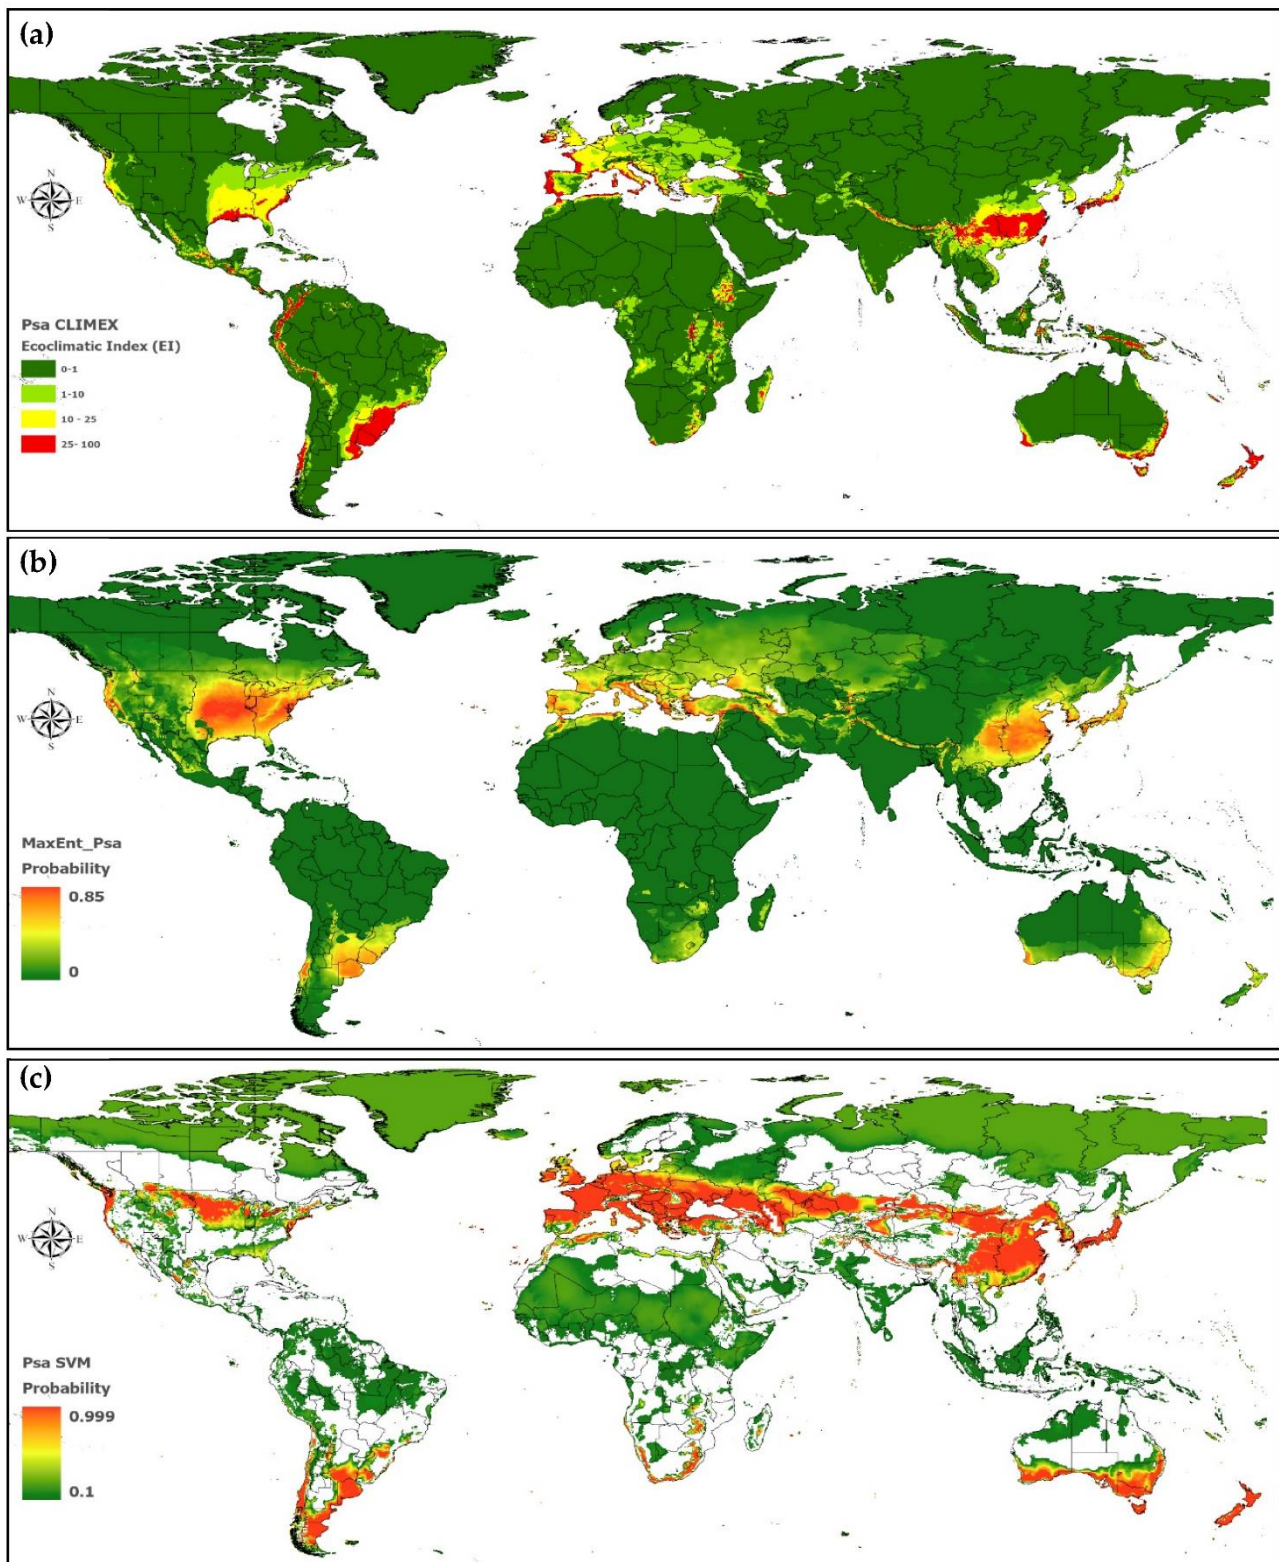 (a)
N
W E
S
Psa CLIMEX
Ecoclimatic Index (EI)
0-1
1-10
10 - 25
25- 100
(b)
N
W E
S
MaxEnt_Psa
Probability
0.85
0
(c)
N
W E
S
Psa SVM
Probability
0.999
0.1